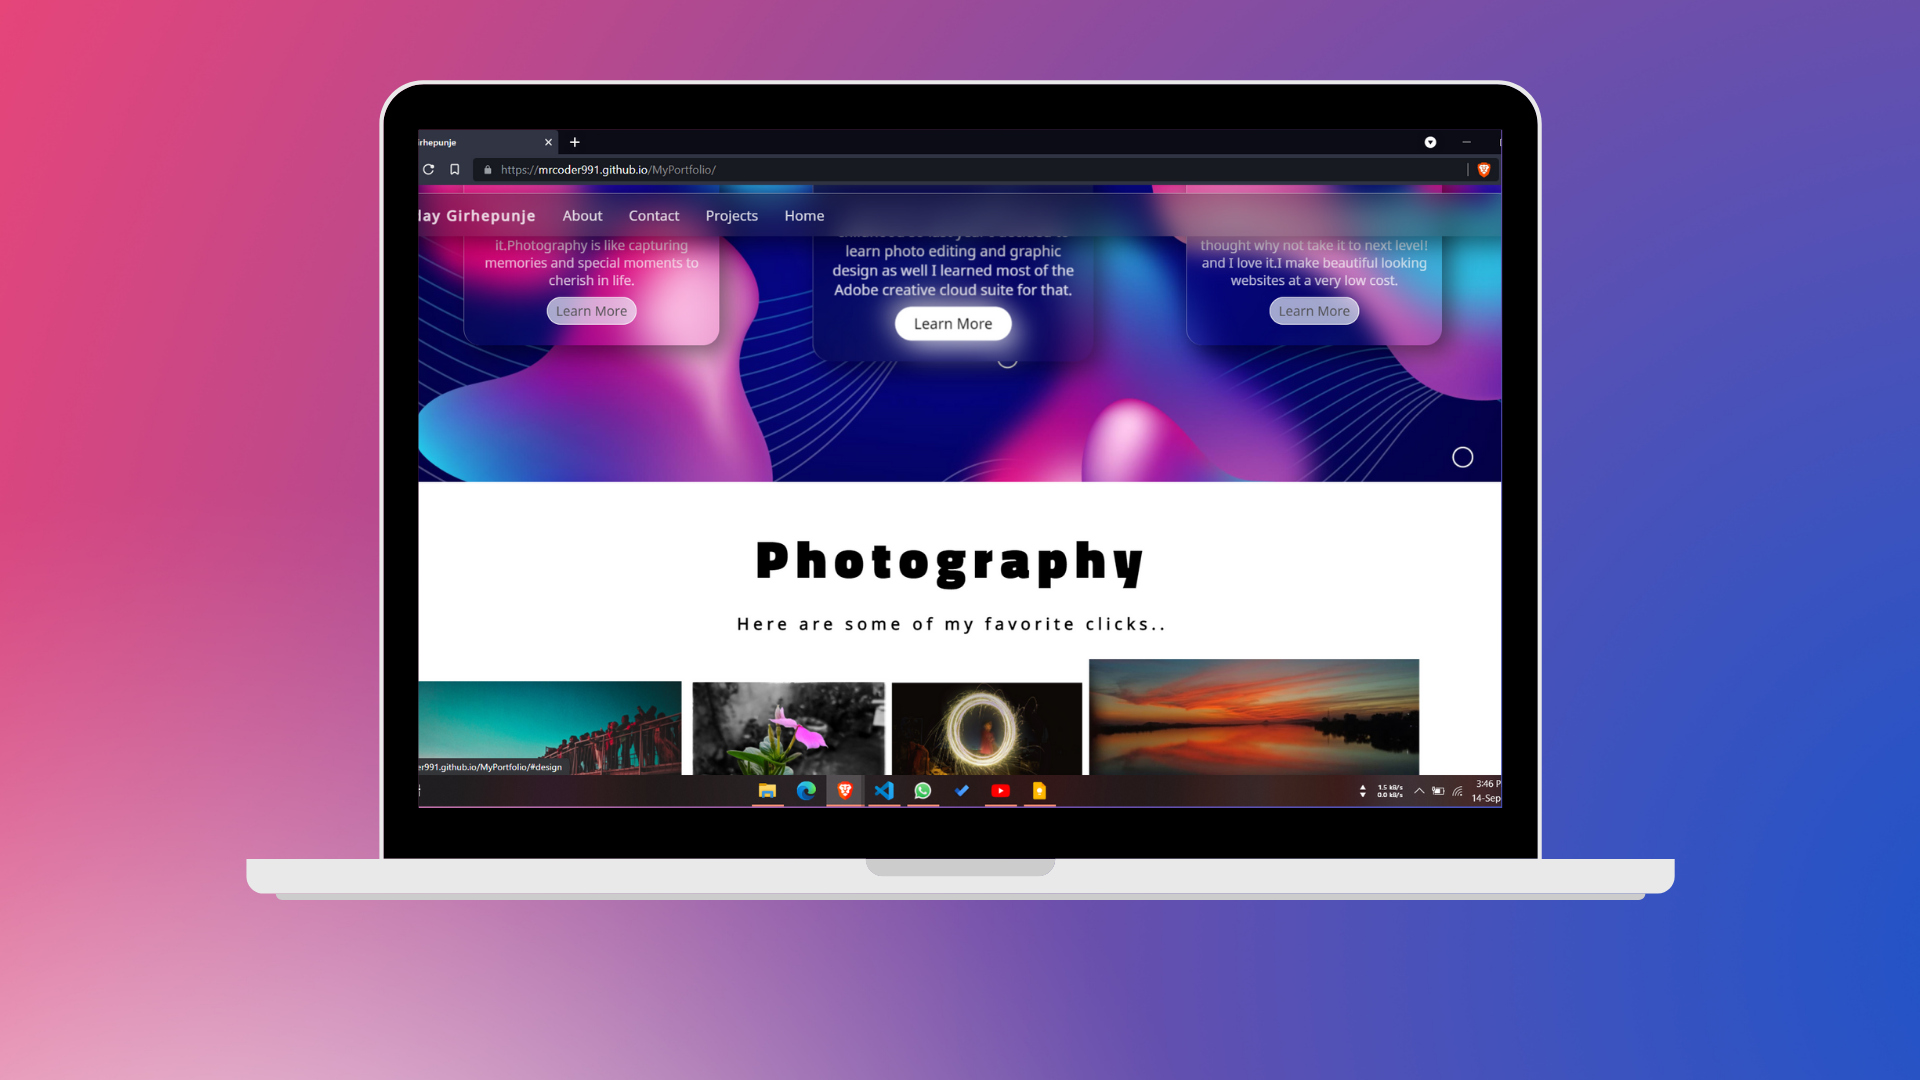 irhepunje
https://mrcoder991.github.io/MyPortfolio/
day Girhepunje About Contact Projects Home
it.Photography is like capturing
memories and special moments to
cherish in life.
Learn More
learn photo editing and graphic
design as well I learned most of the
Adobe creative cloud suite for that.
Learn More
thought why not take it to next level!
and I love it.I make beautiful looking
websites at a very low cost.
Learn More
Photography
Here are some of my favorite clicks..
er991.github.io/MyPortfolio/#design
1.5 kB/s
0.0 kB/s
3:46 P
14-Sep